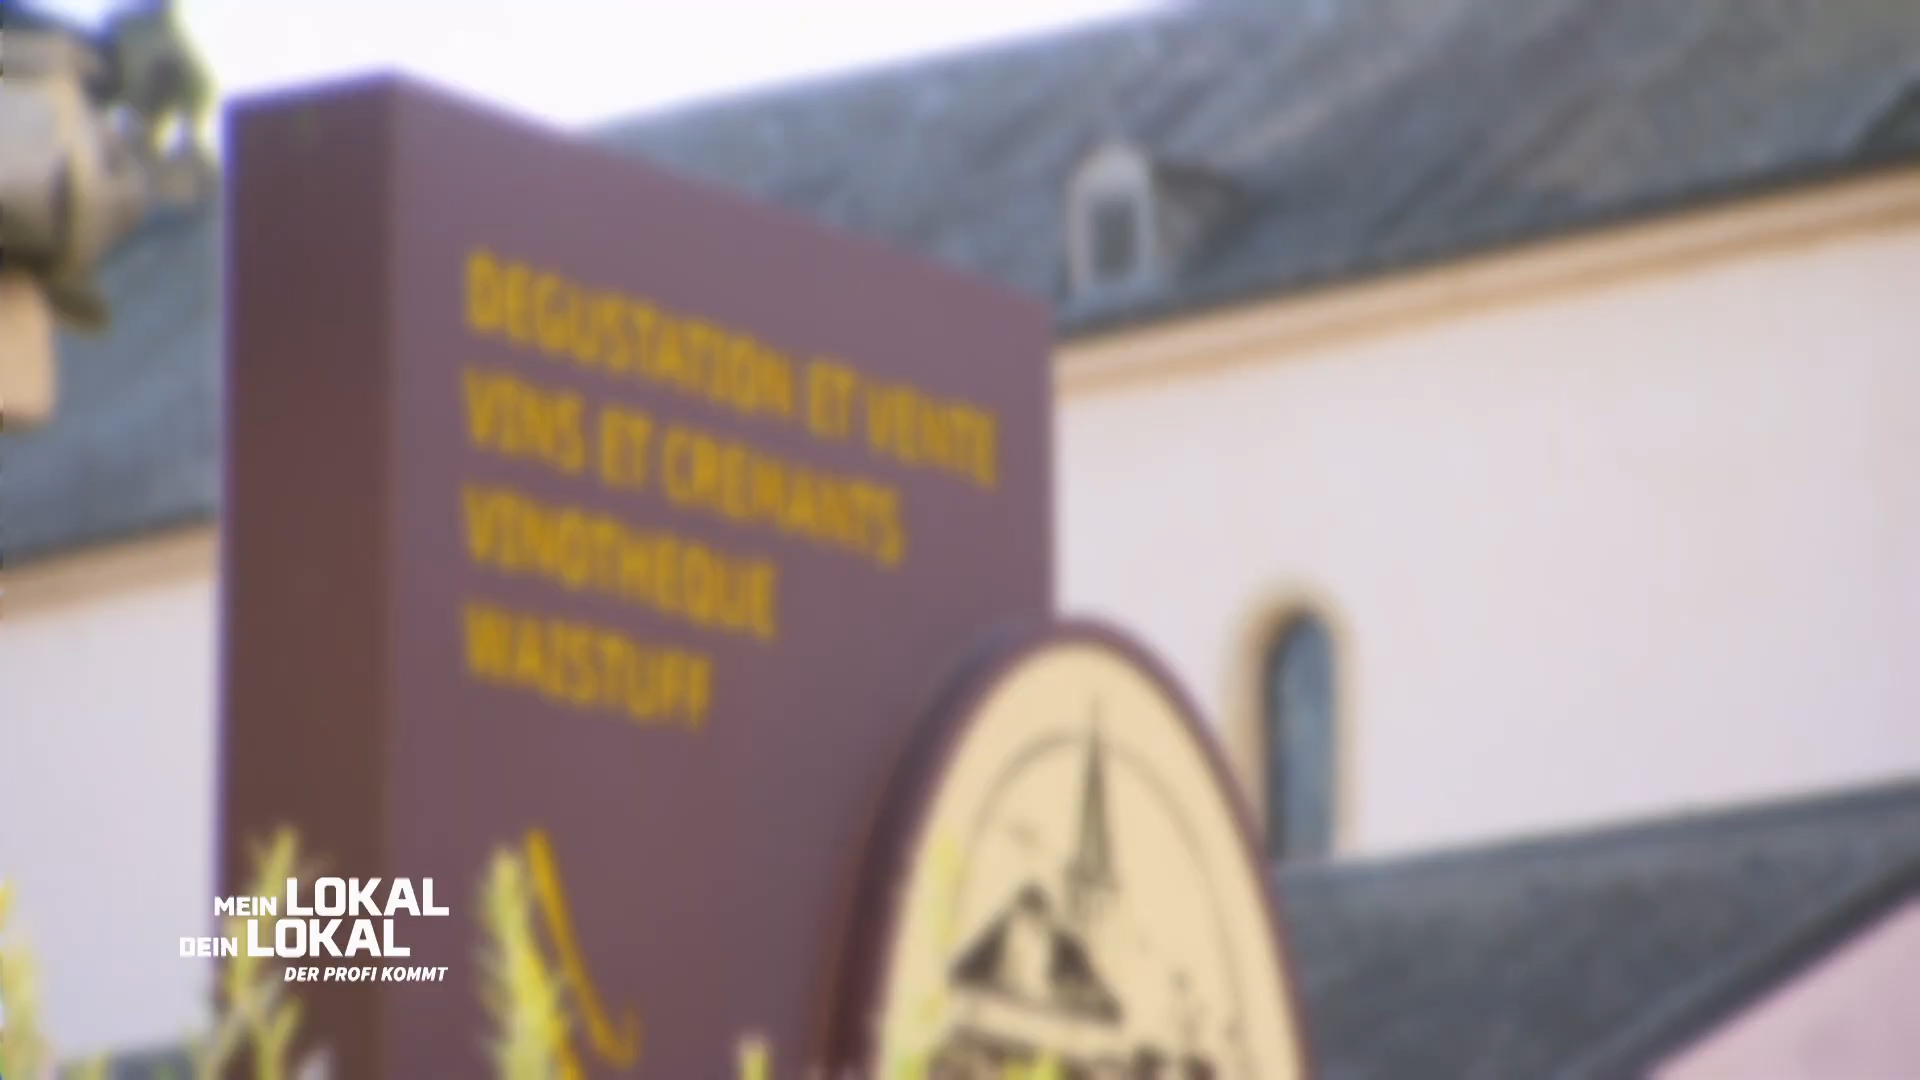 DEGUSTATION ET VENTE
VINS ET CREMANTS
VINOTHEQUE
WAISTUFF
MEIN LOKAL
DEIN LOKAL
DER PROFI KOMMT